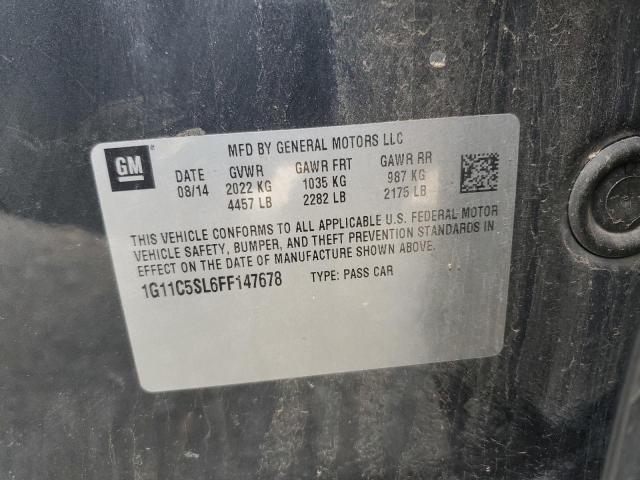 MFD BY GENERAL MOTORS LLC
GM
DATE GVWR GAWR FRT GAWR RR
08/14 2022 KG 1035 KG 987 KG
4457 LB 2282 LB 2175 LB
THIS VEHICLE CONFORMS TO ALL APPLICABLE U.S. FEDERAL MOTOR
VEHICLE SAFETY, BUMPER, AND THEFT PREVENTION STANDARDS IN
EFFECT ON THE DATE OF MANUFACTURE SHOWN ABOVE.
1G11C5SL6FF147678 TYPE: PASS CAR